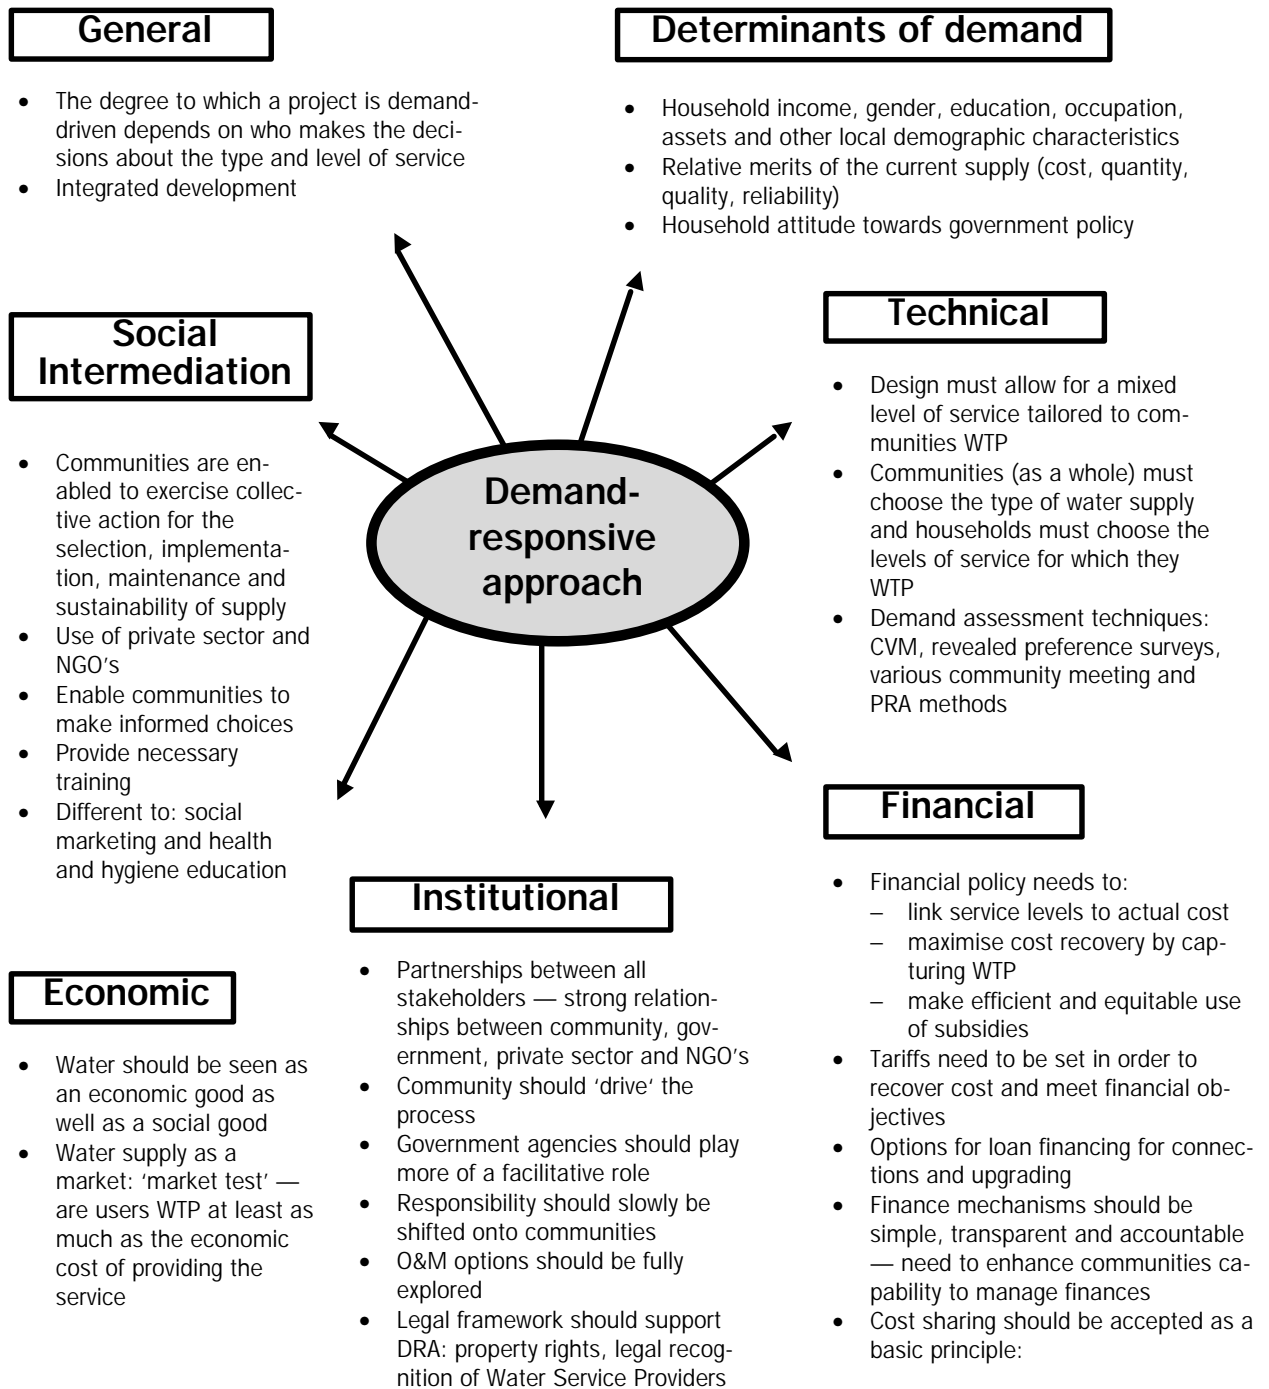 General
• The degree to which a project is demand-
driven depends on who makes the deci-
sions about the type and level of service
• Integrated development
Determinants of demand
• Household income, gender, education, occupation,
assets and other local demographic characteristics
• Relative merits of the current supply (cost, quantity,
quality, reliability)
• Household attitude towards government policy
Social
Intermediation
• Communities are en-
abled to exercise collec-
tive action for the
selection, implementa-
tion, maintenance and
sustainability of supply
• Use of private sector and
NGO's
• Enable communities to
make informed choices
• Provide necessary
training
• Different to: social
marketing and health
and hygiene education
Demand-
responsive
approach
Technical
• Design must allow for a mixed
level of service tailored to com-
munities WTP
• Communities (as a whole) must
choose the type of water supply
and households must choose the
levels of service for which they
WTP
• Demand assessment techniques:
CVM, revealed preference surveys,
various community meeting and
PRA methods
Economic
• Water should be seen as
an economic good as
well as a social good
• Water supply as a
market: ‘market test’ —
are users WTP at least as
much as the economic
cost of providing the
service
Institutional
• Partnerships between all
stakeholders — strong relation-
ships between community, gov-
ernment, private sector and NGO's
• Community should ‘drive‘ the
process
• Government agencies should play
more of a facilitative role
• Responsibility should slowly be
shifted onto communities
• O&M options should be fully
explored
• Legal framework should support
DRA: property rights, legal recog-
nition of Water Service Providers
Financial
• Financial policy needs to:
– link service levels to actual cost
– maximise cost recovery by cap-
turing WTP
– make efficient and equitable use
of subsidies
• Tariffs need to be set in order to
recover cost and meet financial ob-
jectives
• Options for loan financing for connec-
tions and upgrading
• Finance mechanisms should be
simple, transparent and accountable
— need to enhance communities ca-
pability to manage finances
• Cost sharing should be accepted as a
basic principle: